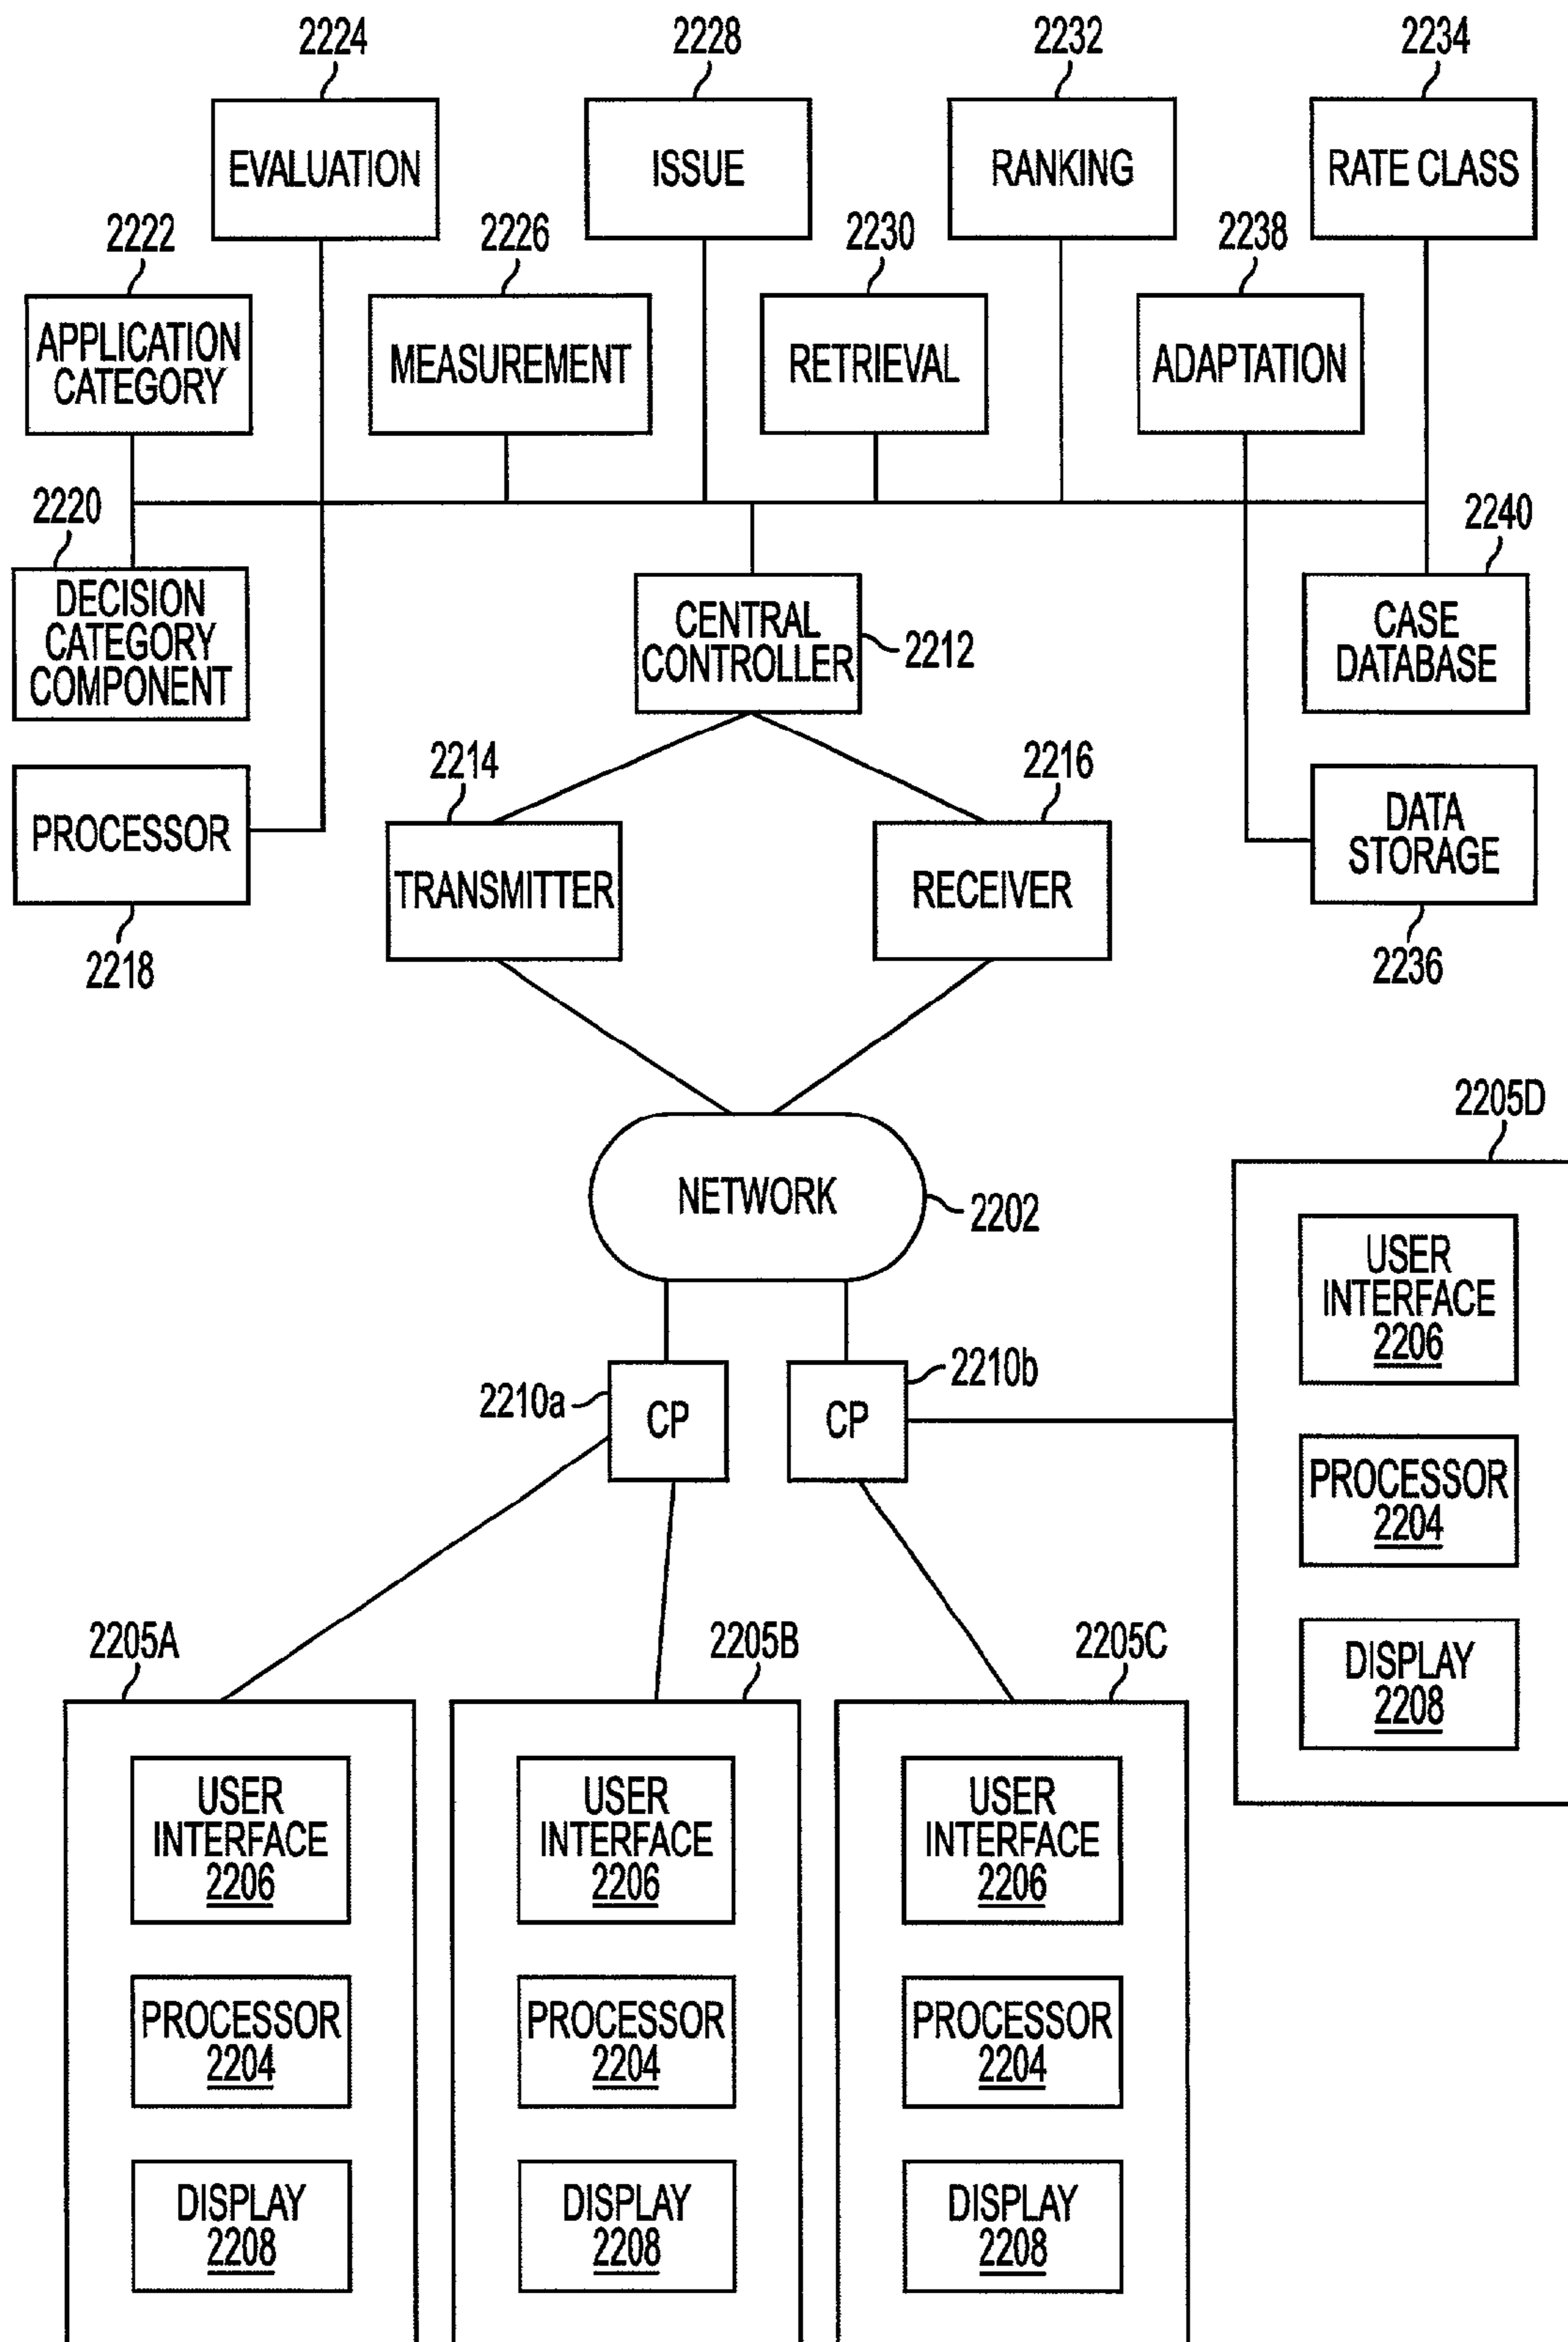 2224
2228
2232
2234
EVALUATION
ISSUE
RANKING
RATE CLASS
2222
2226
2230
2238
APPLICATION
CATEGORY
MEASUREMENT
RETRIEVAL
ADAPTATION
2220
2240
DECISION
CATEGORY
COMPONENT
CENTRAL
CONTROLLER
2212
CASE
DATABASE
2214
2216
PROCESSOR
TRANSMITTER
RECEIVER
DATA
STORAGE
2218
2236
NETWORK
2202
2205D
USER
INTERFACE
2206
PROCESSOR
2204
DISPLAY
2208
2210a
CP
CP
2210b
2205A
2205B
2205C
USER
INTERFACE
2206
PROCESSOR
2204
DISPLAY
2208
USER
INTERFACE
2206
PROCESSOR
2204
DISPLAY
2208
USER
INTERFACE
2206
PROCESSOR
2204
DISPLAY
2208